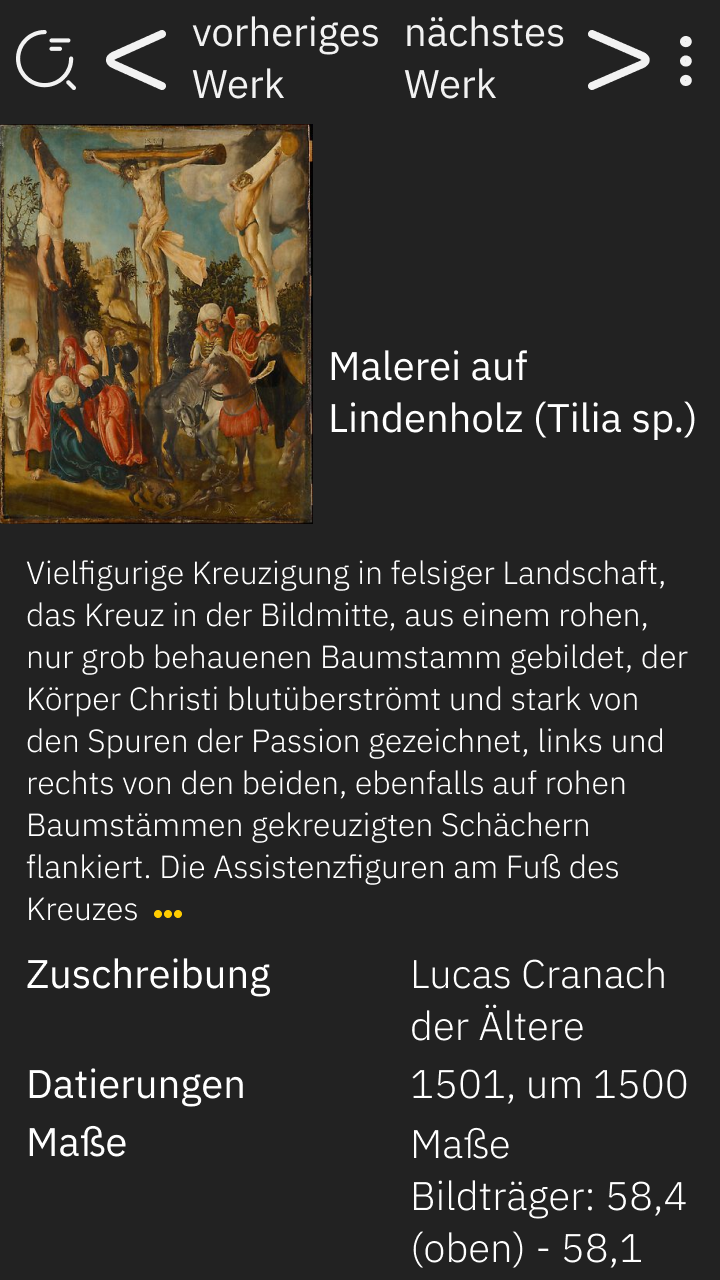 vorheriges
Werk
nächstes
Werk
Malerei auf
Lindenholz (Tilia sp.)
Vielfigurige Kreuzigung in felsiger Landschaft,
das Kreuz in der Bildmitte, aus einem rohen,
nur grob behauenen Baumstamm gebildet, der
Körper Christi blutüberströmt und stark von
den Spuren der Passion gezeichnet, links und
rechts von den beiden, ebenfalls auf rohen
Baumstämmen gekreuzigten Schächern
flankiert. Die Assistenzfiguren am Fuß des
Kreuzes •••
Zuschreibung
Lucas Cranach
der Ältere
Datierungen
1501, um 1500
Maße
Maße
Bildträger: 58,4
(oben) - 58,1